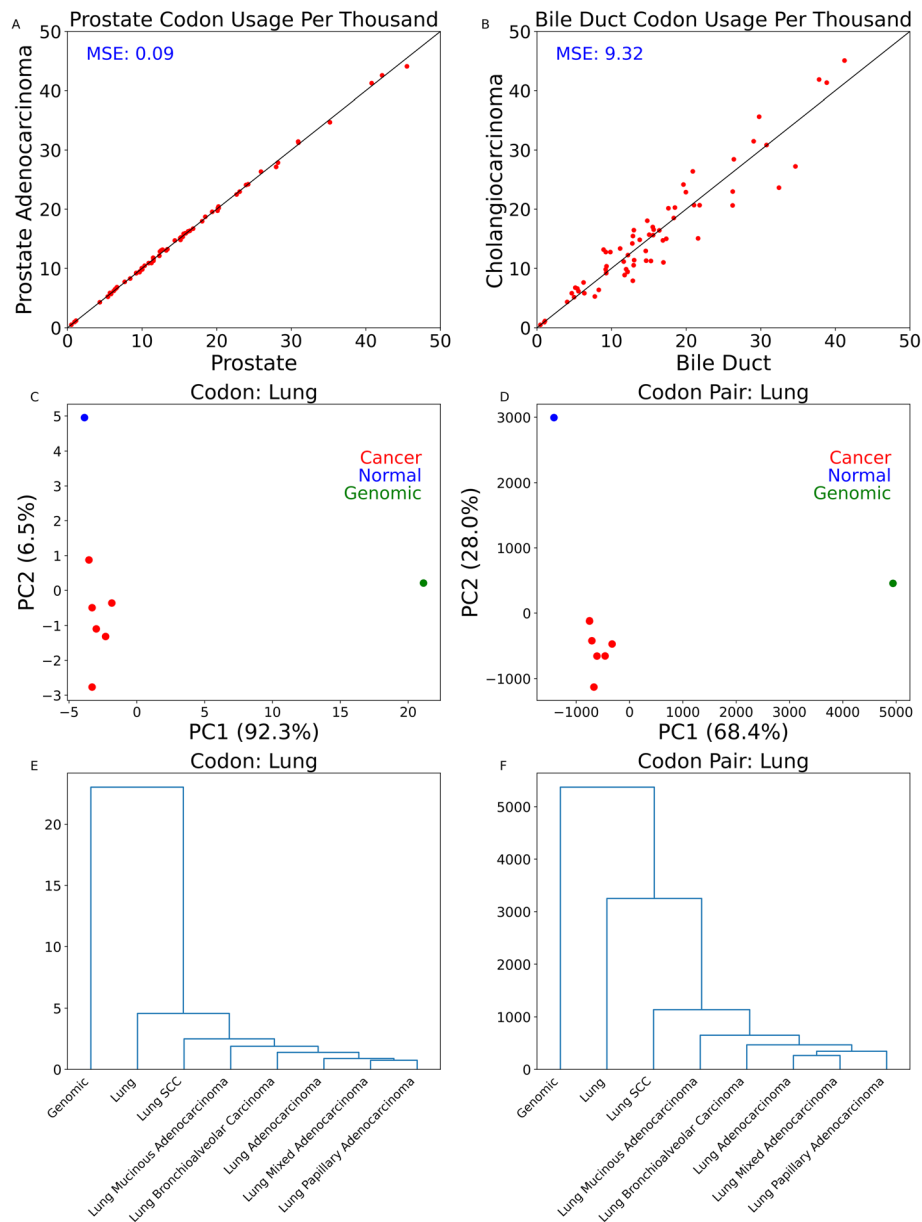 A
Prostate Codon Usage Per Thousand
MSE: 0.09
Prostate Adenocarcinoma
50
40
30
20
10
0
0 10 20 30 40 50
Prostate
B
Bile Duct Codon Usage Per Thousand
MSE: 9.32
Cholangiocarcinoma
50
40
30
20
10
0
0 10 20 30 40 50
Bile Duct
C
Codon: Lung
Cancer
Normal
Genomic
PC2 (6.5%)
5
4
3
2
1
0
−1
−2
−3
−5 0 5 10 15 20
PC1 (92.3%)
D
Codon Pair: Lung
Cancer
Normal
Genomic
PC2 (28.0%)
3000
2000
1000
0
−1000
−1000 0 1000 2000 3000 4000 5000
PC1 (68.4%)
E
Codon: Lung
20
15
10
5
0
Genomic
Lung
Lung SCC
Lung Mucinous Adenocarcinoma
Lung Bronchioalveolar Carcinoma
Lung Adenocarcinoma
Lung Mixed Adenocarcinoma
Lung Papillary Adenocarcinoma
F
Codon Pair: Lung
5000
4000
3000
2000
1000
0
Genomic
Lung
Lung SCC
Lung Mucinous Adenocarcinoma
Lung Bronchioalveolar Carcinoma
Lung Adenocarcinoma
Lung Mixed Adenocarcinoma
Lung Papillary Adenocarcinoma